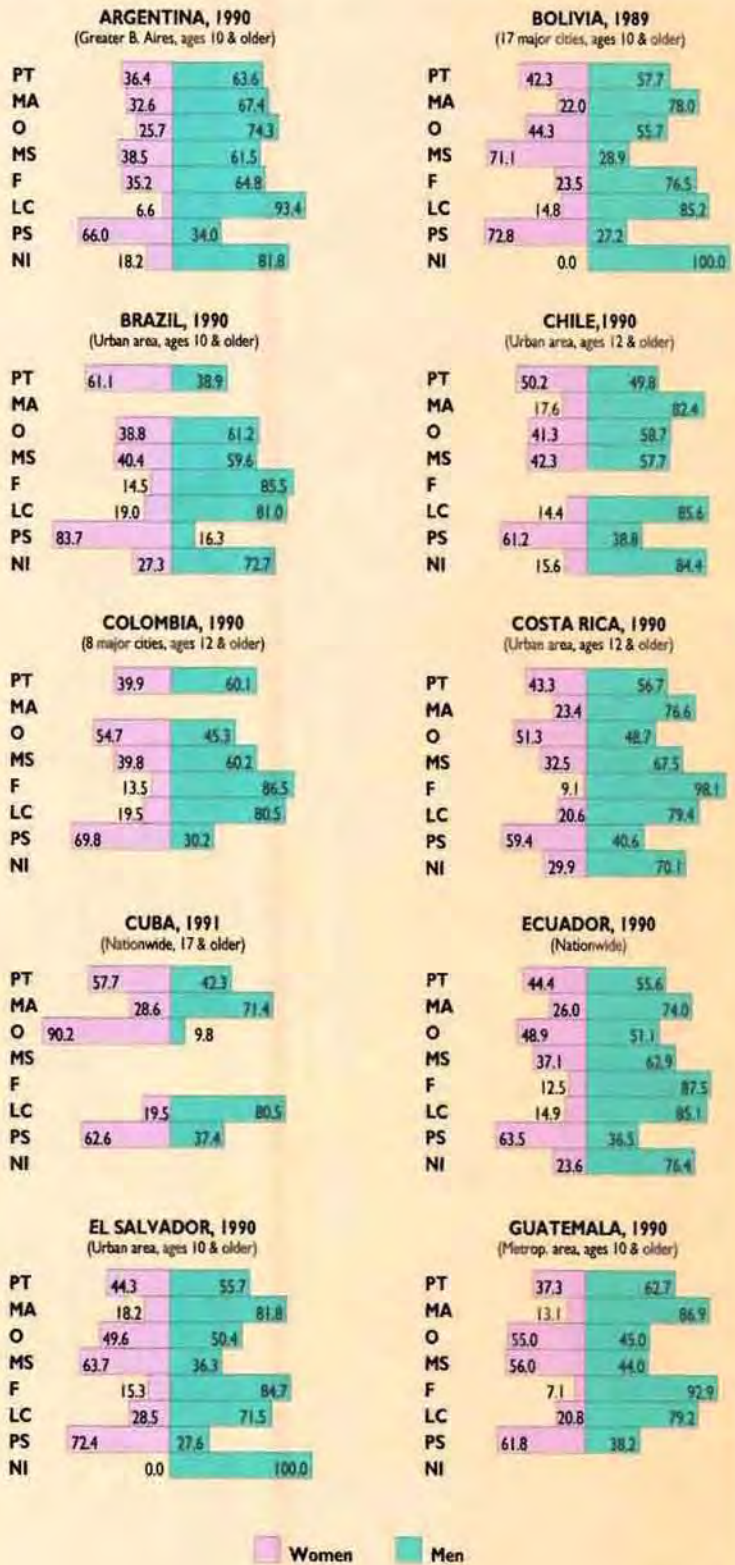 ARGENTINA, 1990
(Greater B. Aires, ages 10 & older)
PT 36.4 63.6
MA 32.6 67.4
O 25.7 74.3
MS 38.5 61.5
F 35.2 64.8
LC 6.6 93.4
PS 66.0 34.0
NI 18.2 81.8
BOLIVIA, 1989
(17 major cities, ages 10 & older)
PT 42.3 57.7
MA 22.0 78.0
O 44.3 55.7
MS 71.1 28.9
F 23.5 76.5
LC 14.8 85.2
PS 72.8 27.2
NI 0.0 100.0
BRAZIL, 1990
(Urban area, ages 10 & older)
PT 61.1 38.9
MA
O 38.8 61.2
MS 40.4 59.6
F 14.5 85.5
LC 19.0 81.0
PS 83.7 16.3
NI 27.3 72.7
CHILE,1990
(Urban area, ages 12 & older)
PT 50.2 49.8
MA 17.6 82.4
O 41.3 58.7
MS 42.3 57.7
F
LC 14.4 85.6
PS 61.2 38.8
NI 15.6 84.4
COLOMBIA, 1990
(8 major cities, ages 12 & older)
PT 39.9 60.1
MA
O 54.7 45.3
MS 39.8 60.2
F 13.5 86.5
LC 19.5 80.5
PS 69.8 30.2
NI
COSTA RICA, 1990
(Urban area, ages 12 & older)
PT 43.3 56.7
MA 23.4 76.6
O 51.3 48.7
MS 32.5 67.5
F 9.1 98.1
LC 20.6 79.4
PS 59.4 40.6
NI 29.9 70.1
CUBA, 1991
(Nationwide, 17 & older)
PT 57.7 42.3
MA 28.6 71.4
O 90.2 9.8
MS
F
LC 19.5 80.5
PS 62.6 37.4
NI
ECUADOR, 1990
(Nationwide)
PT 44.4 55.6
MA 26.0 74.0
O 48.9 51.1
MS 37.1 62.9
F 12.5 87.5
LC 14.9 85.1
PS 63.5 36.5
NI 23.6 76.4
EL SALVADOR, 1990
(Urban area, ages 10 & older)
PT 44.3 55.7
MA 18.2 81.8
O 49.6 50.4
MS 63.7 36.3
F 15.3 84.7
LC 28.5 71.5
PS 72.4 27.6
NI 0.0 100.0
GUATEMALA, 1990
(Metrop. area, ages 10 & older)
PT 37.3 62.7
MA 13.1 86.9
O 55.0 45.0
MS 56.0 44.0
F 7.1 92.9
LC 20.8 79.2
PS 61.8 38.2
NI
Women Men